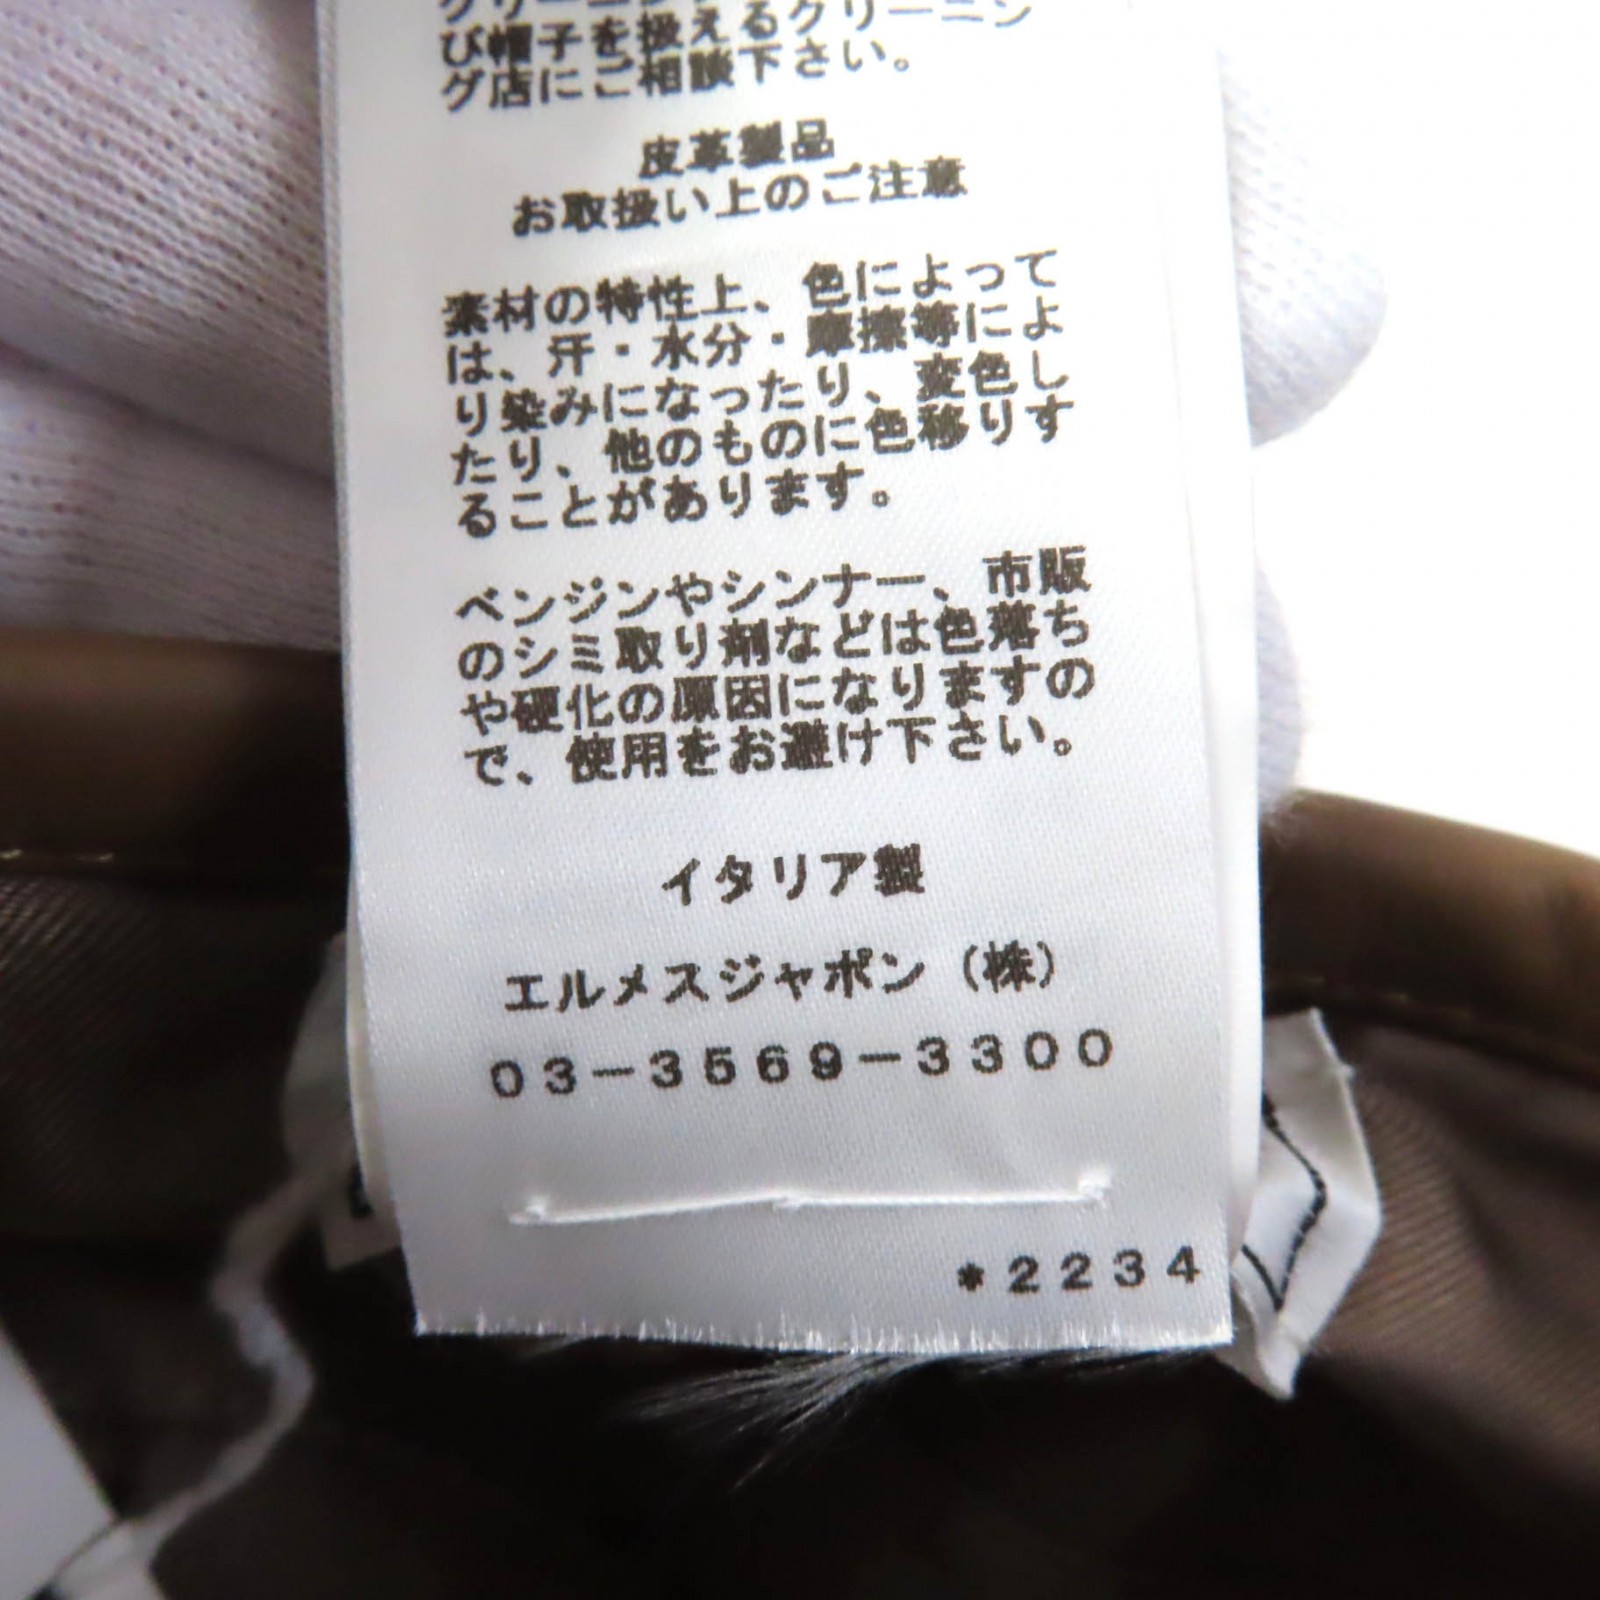 び帽子を扱えるクリーニン
グ店にご相談下さい。
皮革製品
お取扱い上のご注意
素材の特性上、色によって
は、汗・水分・摩擦等によ
り染みになったり、変色し
たり、他のものに色移りす
ることがあります。
ベンジンやシンナー、市販
のシミ取り剤などは色落ち
や硬化の原因になりますの
で、使用をお避け下さい。
イタリア製
エルメスジャポン（株）
03－3569－3300
*2234